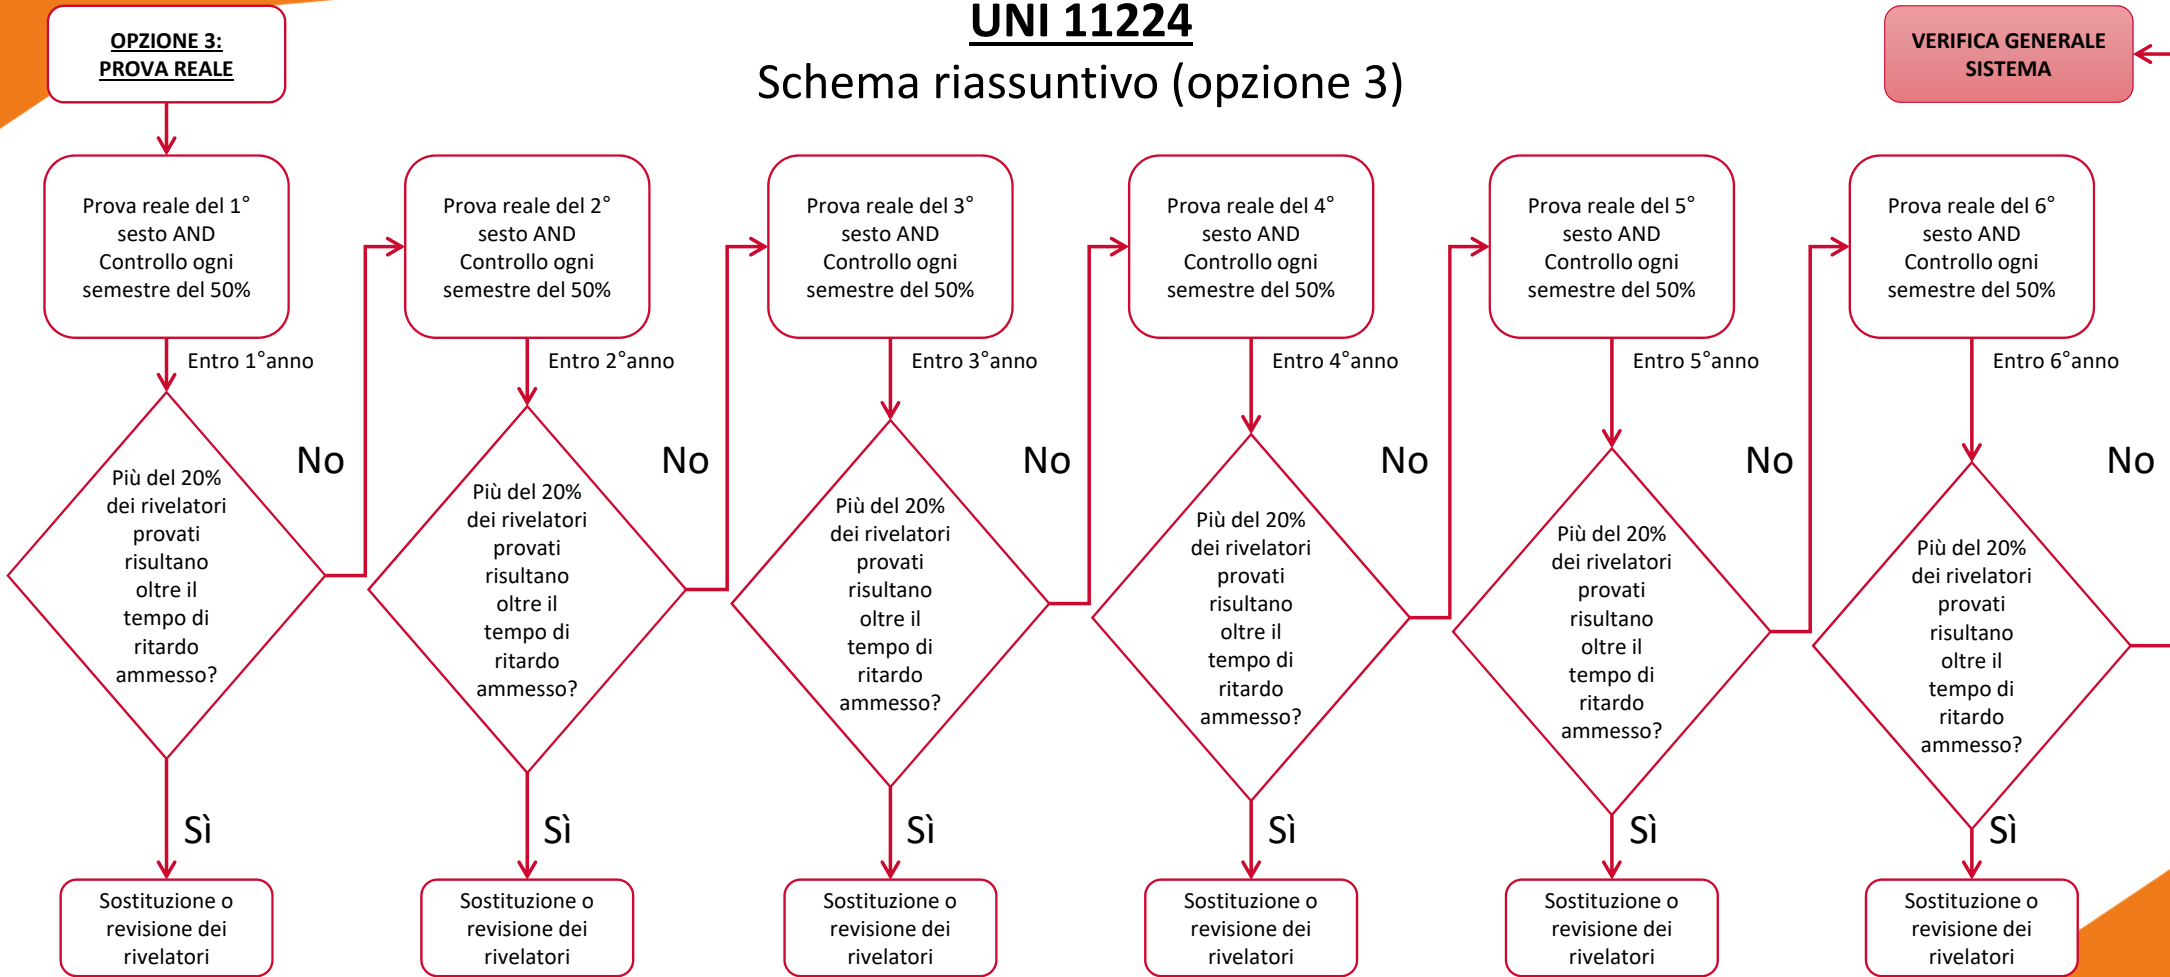 UNI 11224
Schema riassuntivo (opzione 3)
OPZIONE 3:
PROVA REALE
VERIFICA GENERALE
SISTEMA
Prova reale del 1°
sesto AND
Controllo ogni
semestre del 50%
Prova reale del 2°
sesto AND
Controllo ogni
semestre del 50%
Prova reale del 3°
sesto AND
Controllo ogni
semestre del 50%
Prova reale del 4°
sesto AND
Controllo ogni
semestre del 50%
Prova reale del 5°
sesto AND
Controllo ogni
semestre del 50%
Prova reale del 6°
sesto AND
Controllo ogni
semestre del 50%
Entro 1°anno
Entro 2°anno
Entro 3°anno
Entro 4°anno
Entro 5°anno
Entro 6°anno
No
No
No
No
No
No
Più del 20%
dei rivelatori
provati
risultano
oltre il
tempo di
ritardo
ammesso?
Più del 20%
dei rivelatori
provati
risultano
oltre il
tempo di
ritardo
ammesso?
Più del 20%
dei rivelatori
provati
risultano
oltre il
tempo di
ritardo
ammesso?
Più del 20%
dei rivelatori
provati
risultano
oltre il
tempo di
ritardo
ammesso?
Più del 20%
dei rivelatori
provati
risultano
oltre il
tempo di
ritardo
ammesso?
Più del 20%
dei rivelatori
provati
risultano
oltre il
tempo di
ritardo
ammesso?
Sì
Sì
Sì
Sì
Sì
Sì
Sostituzione o
revisione dei
rivelatori
Sostituzione o
revisione dei
rivelatori
Sostituzione o
revisione dei
rivelatori
Sostituzione o
revisione dei
rivelatori
Sostituzione o
revisione dei
rivelatori
Sostituzione o
revisione dei
rivelatori